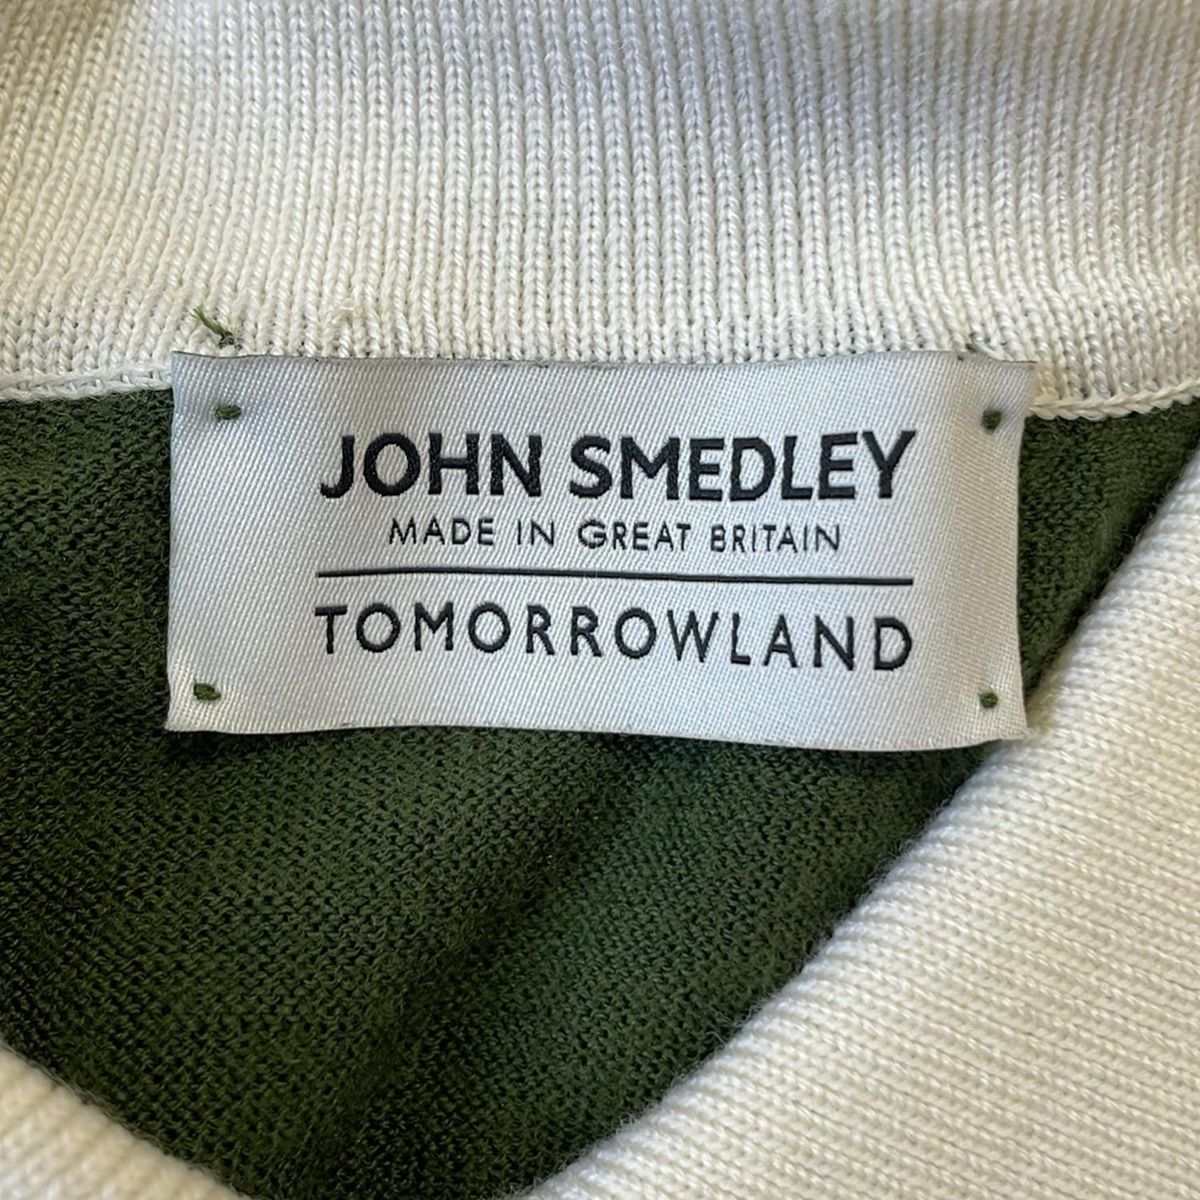 JOHN SMEDLEY
MADE IN GREAT BRITAIN
TOMORROWLAND